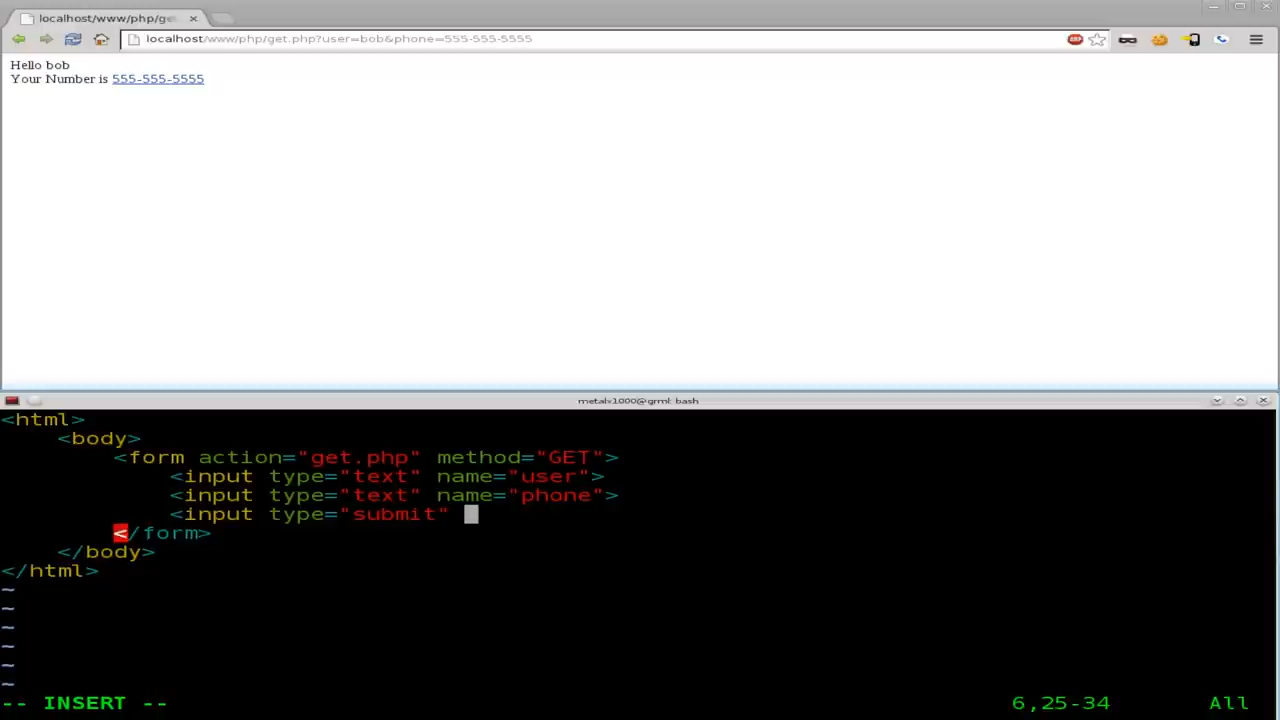 localhost/www/php/ge
localhost/www/php/get.php?user=bob&phone=555-555-5555
ABP
Hello bob
Your Number is 555-555-5555
metalx1000@grml: bash
<html>
<body>
<form action="get.php" method="GET">
<input type="text" name="user">
<input type="text" name="phone">
<input type="submit"
</form>
</body>
</html>
~
~
~
~
~
~
-- INSERT --
6,25-34
All